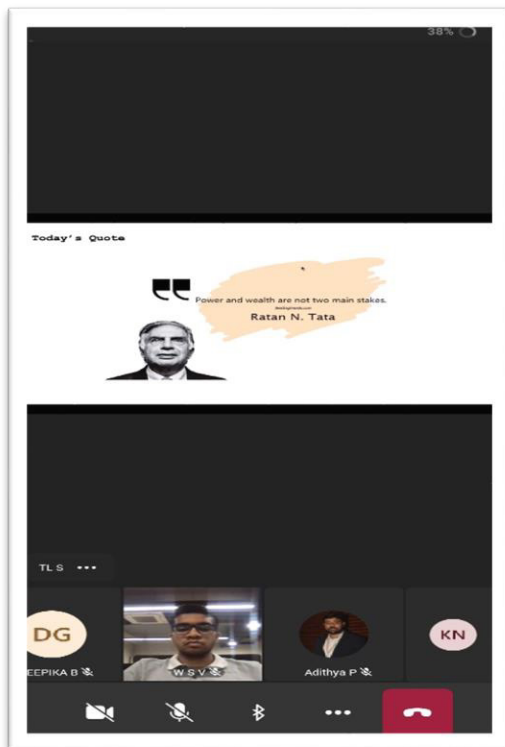 38%
Today's Quote
Power and wealth are not two main stakes.
Ratan N. Tata
TL S •••
DG
EEPIKA B
W S V
Adithya P
KN